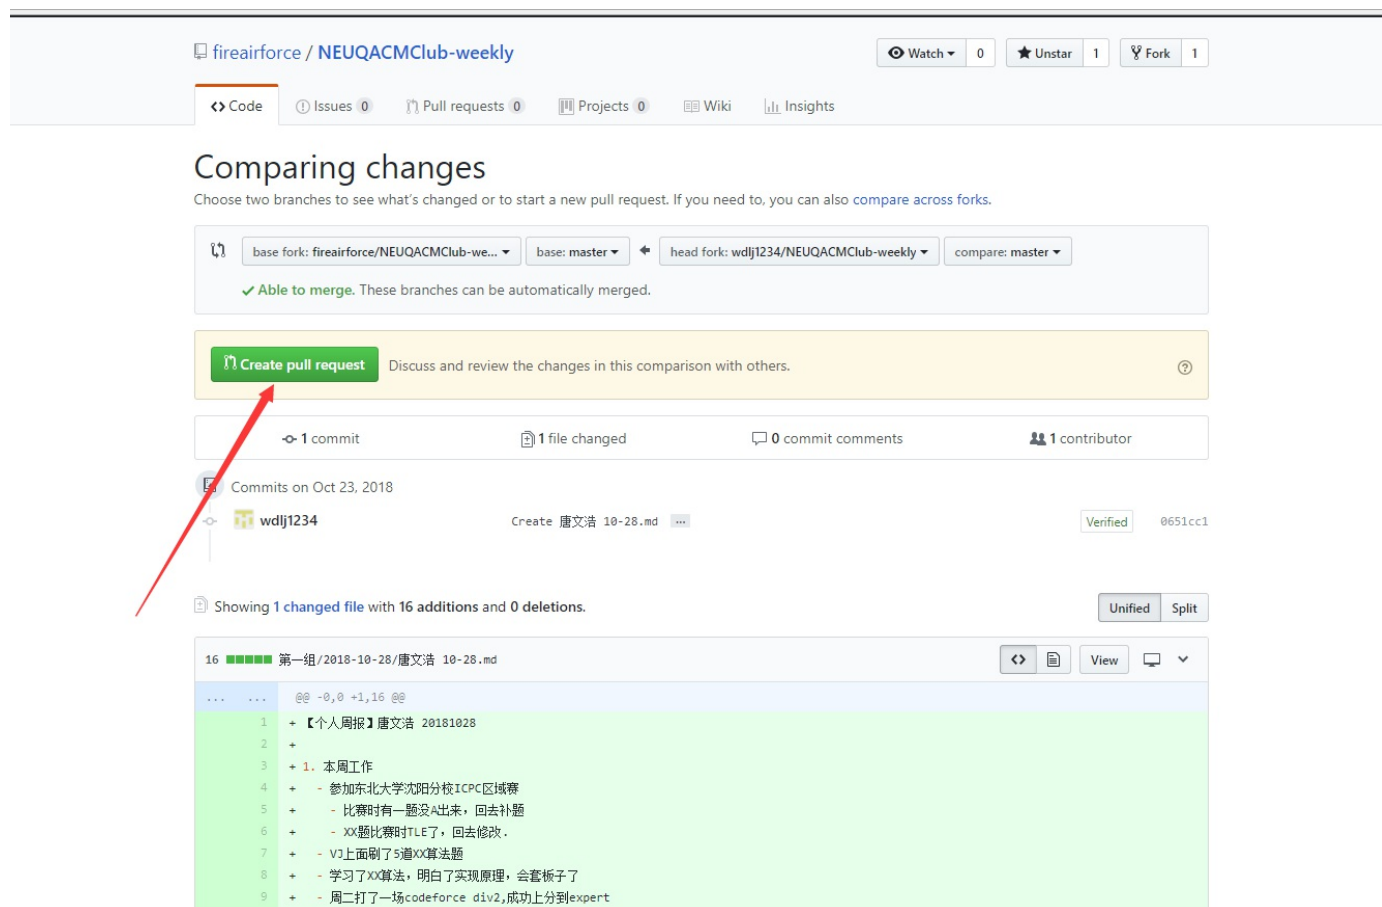 fireairforce / NEUQACMClub-weekly
Watch 0 Unstar 1 Fork 1
Code Issues 0 Pull requests 0 Projects 0 Wiki Insights
Comparing changes
Choose two branches to see what's changed or to start a new pull request. If you need to, you can also compare across forks.
base fork: fireairforce/NEUQACMClub-we... base: master head fork: wdlj1234/NEUQACMClub-weekly compare: master
Able to merge. These branches can be automatically merged.
Create pull request Discuss and review the changes in this comparison with others.
1 commit 1 file changed 0 commit comments 1 contributor
Commits on Oct 23, 2018
wdlj1234 Create 唐文浩 10-28.md ... Verified 0651cc1
Showing 1 changed file with 16 additions and 0 deletions. Unified Split
16 第一组/2018-10-28/唐文浩 10-28.md View
... ... @@ -0,0 +1,16 @@
1 +【个人周报】唐文浩 20181028
2 +
3 + 1. 本周工作
4 + - 参加东北大学沈阳分校ICPC区域赛
5 + - 比赛时有一题没A出来，回去补题
6 + - XX题比赛时TLE了，回去修改.
7 + - VJ上面刷了5道XX算法题
8 + - 学习了XX算法，明白了实现原理，会套板子了
9 + - 周二打了一场codeforce div2,成功上分到expert